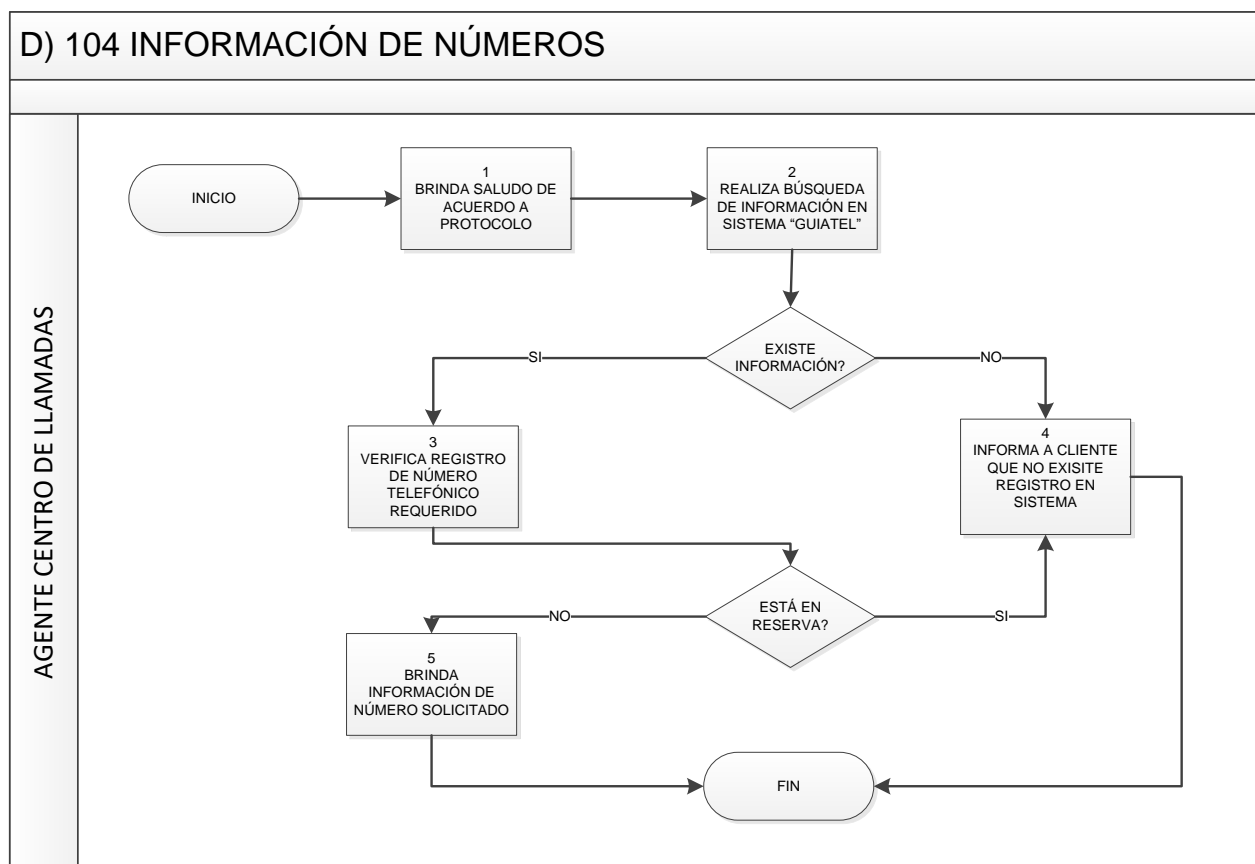 D) 104 INFORMACIÓN DE NÚMEROS
AGENTE CENTRO DE LLAMADAS
INICIO
1
BRINDA SALUDO DE
ACUERDO A
PROTOCOLO
2
REALIZA BÚSQUEDA
DE INFORMACIÓN EN
SISTEMA “GUIATEL”
EXISTE
INFORMACIÓN?
SI
NO
3
VERIFICA REGISTRO
DE NÚMERO
TELEFÓNICO
REQUERIDO
4
INFORMA A CLIENTE
QUE NO EXISITE
REGISTRO EN
SISTEMA
ESTÁ EN
RESERVA?
NO
SI
5
BRINDA
INFORMACIÓN DE
NÚMERO SOLICITADO
FIN